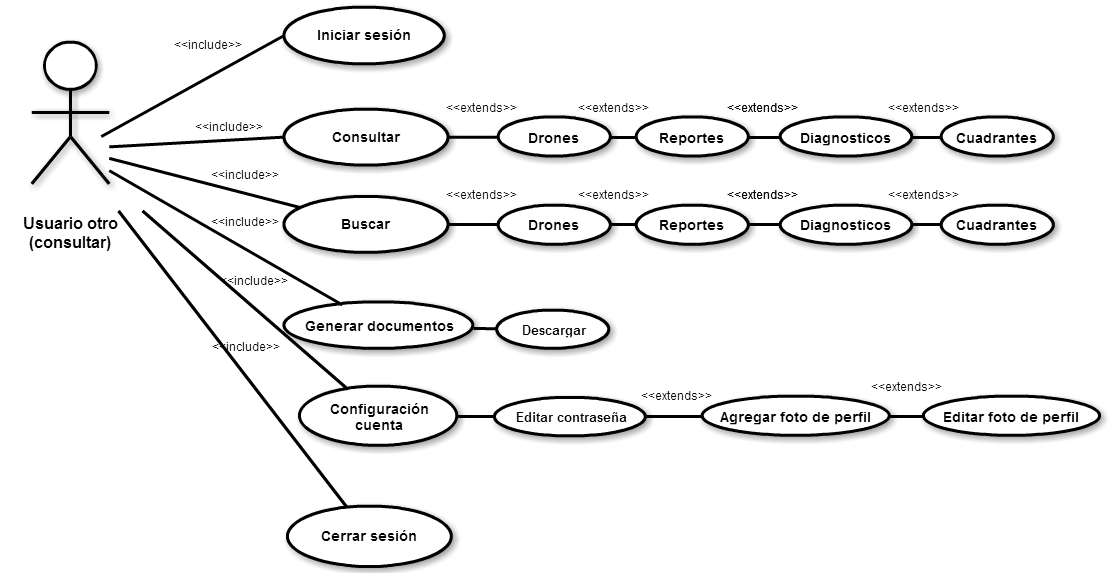 Iniciar sesión
<<include>>
<<extends>>
<<extends>>
<<extends>>
<<extends>>
<<include>>
Consultar
Drones
Reportes
Diagnosticos
Cuadrantes
<<include>>
<<extends>>
<<extends>>
<<extends>>
<<extends>>
Usuario otro
(consultar)
<<include>>
Buscar
Drones
Reportes
Diagnosticos
Cuadrantes
<<include>>
Generar documentos
Descargar
<<include>>
<<extends>>
<<extends>>
Configuración
cuenta
Editar contraseña
Agregar foto de perfil
Editar foto de perfil
Cerrar sesión